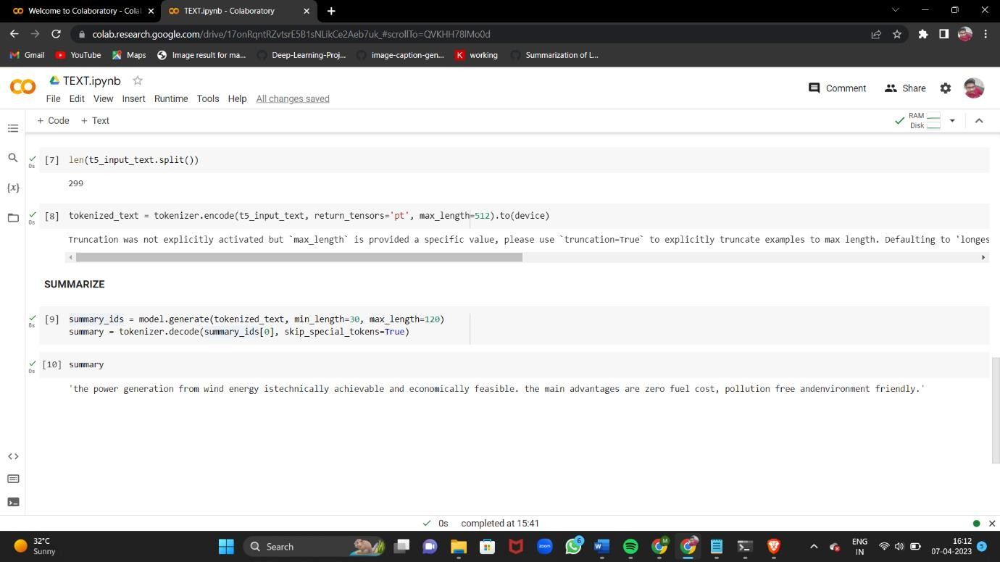 Welcome to Colaboratory - Cola
TEXT.ipynb - Colaboratory
colab.research.google.com/drive/17onRqntRZvtsrE5B1sNLikCe2Aeb7uk_#scrollTo=QVKHH78lMo0d
Gmail YouTube Maps Image result for ma... Deep-Learning-Proj... image-caption-gen... K working Summarization of L...
TEXT.ipynb
Comment Share
File Edit View Insert Runtime Tools Help All changes saved
+ Code + Text
RAM
Disk
[7] len(t5_input_text.split())
0s
299
{x}
[8] tokenized_text = tokenizer.encode(t5_input_text, return_tensors='pt', max_length=512).to(device)
0s
Truncation was not explicitly activated but `max_length` is provided a specific value, please use `truncation=True` to explicitly truncate examples to max length. Defaulting to 'longes
SUMMARIZE
[9] summary_ids = model.generate(tokenized_text, min_length=30, max_length=120)
8s
summary = tokenizer.decode(summary_ids[0], skip_special_tokens=True)
[10] summary
0s
'the power generation from wind energy istechnically achievable and economically feasible. the main advantages are zero fuel cost, pollution free andenvironment friendly.'
0s completed at 15:41
32°C
Sunny
Search
zoom
6
W
M
ENG
IN
16:12
07-04-2023
5